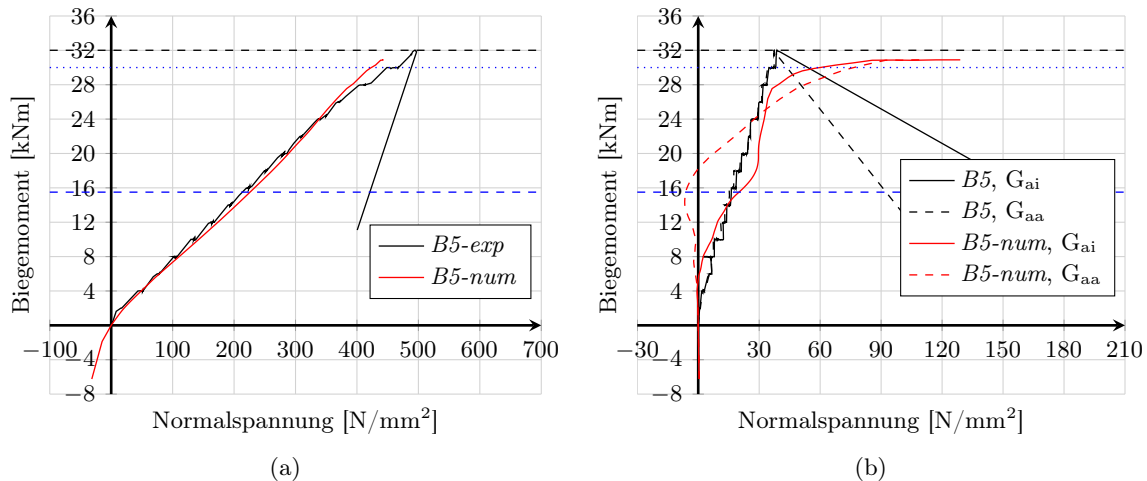 36
32
28
24
20
16
12
8
4
−4
−8
−100 100 200 300 400 500 600 700
Biegemoment [kNm]
Normalspannung [N/mm²]
B5-exp
B5-num
(a)
36
32
28
24
20
16
12
8
4
−4
−8
−30 30 60 90 120 150 180 210
Biegemoment [kNm]
Normalspannung [N/mm²]
B5, Gai
B5, Gaa
B5-num, Gai
B5-num, Gaa
(b)